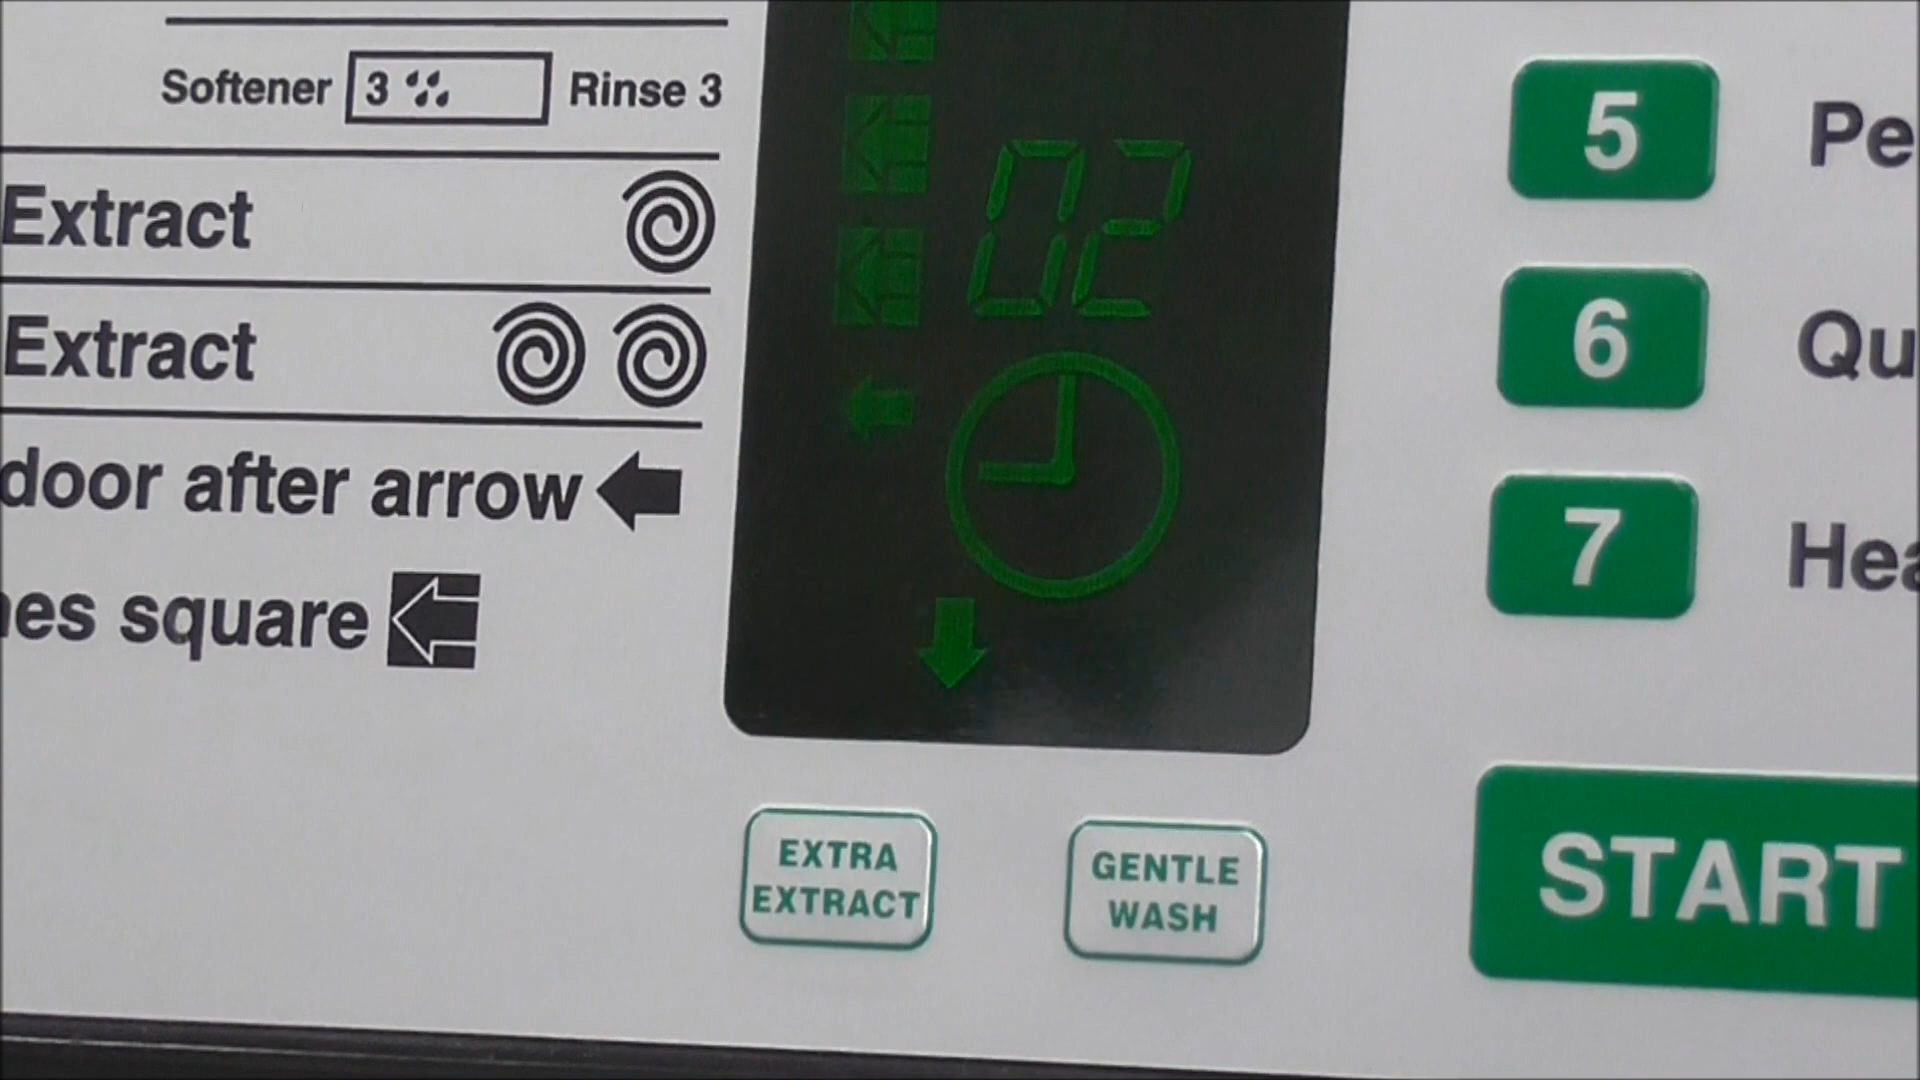 Softener 3 Rinse 3
Extract
Extract
door after arrow
square
02
5 Pe
6 Qu
7 Hea
EXTRA
EXTRACT
GENTLE
WASH
START